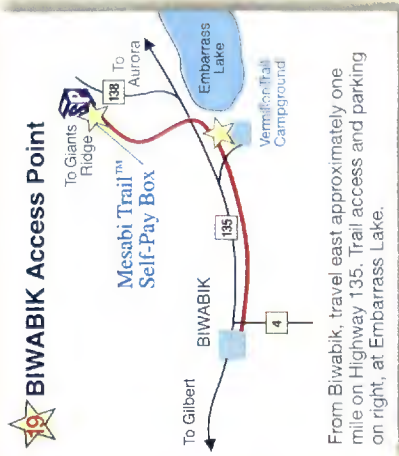 19 BIWABIK Access Point
To Giants
Ridge
SP
138
To
Aurora
Mesabi Trail™
Self-Pay Box
Embarrass
Lake
Vermilion Trail
Campground
135
BIWABIK
4
To Gilbert
From Biwabik, travel east approximately one
mile on Highway 135. Trail access and parking
on right, at Embarrass Lake.